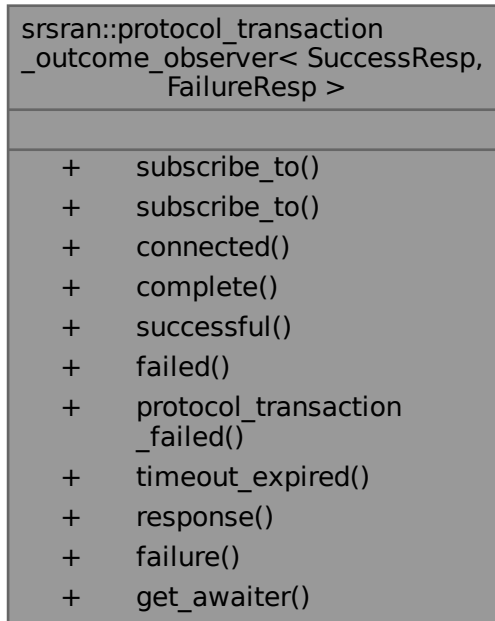 srsran::protocol_transaction
_outcome_observer< SuccessResp,
FailureResp >
+ subscribe_to()
+ subscribe_to()
+ connected()
+ complete()
+ successful()
+ failed()
+ protocol_transaction
_failed()
+ timeout_expired()
+ response()
+ failure()
+ get_awaiter()